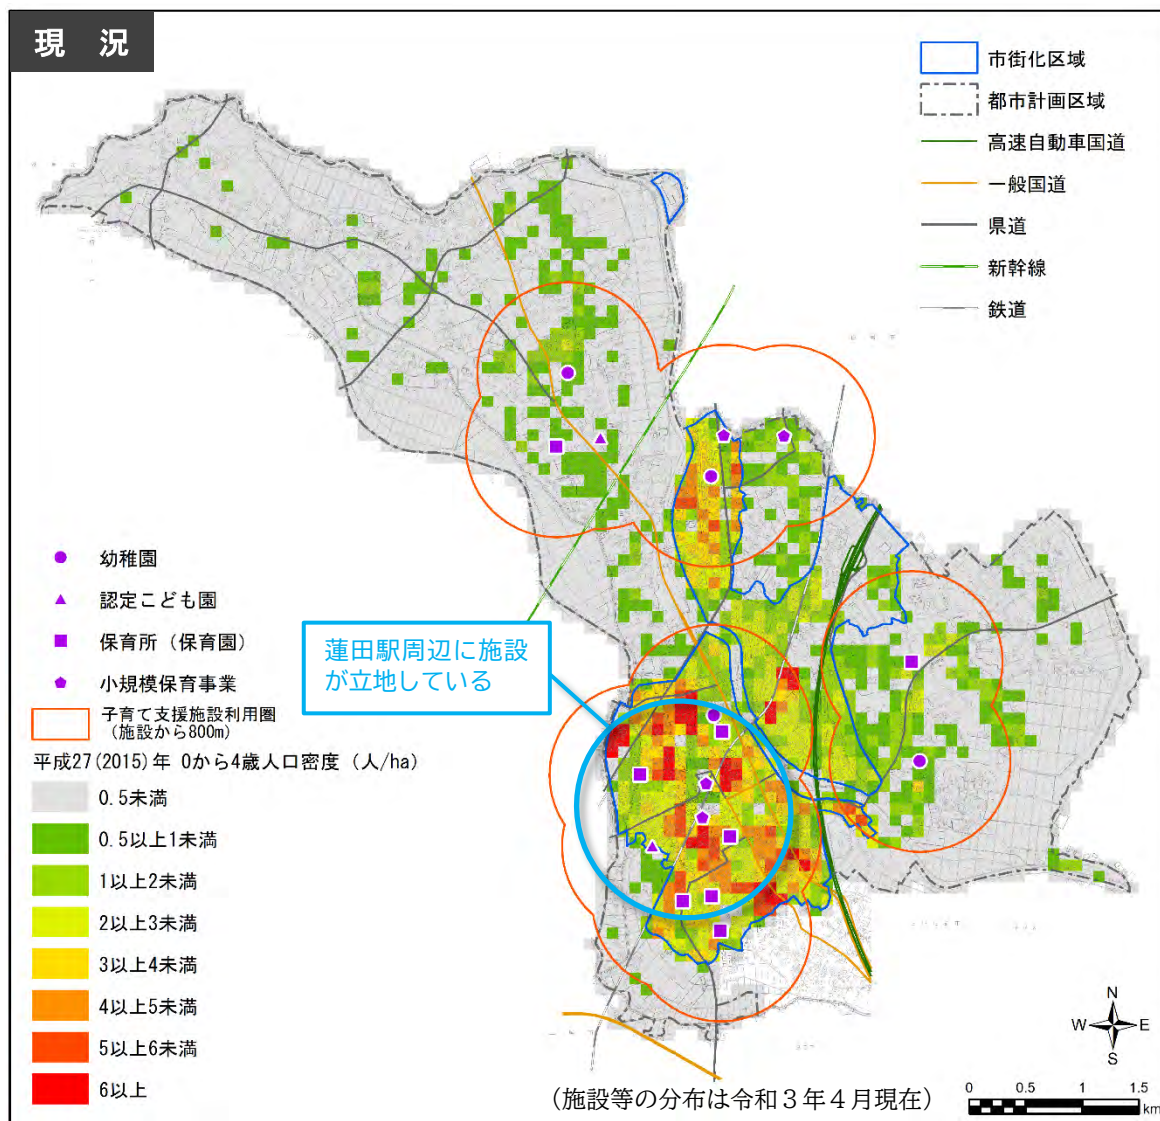 現 況
市街化区域
都市計画区域
高速自動車国道
一般国道
県道
新幹線
鉄道
幼稚園
認定こども園
保育所（保育園）
小規模保育事業
子育て支援施設利用圏
（施設から800m）
平成27(2015)年 0から4歳人口密度（人/ha）
0.5未満
0.5以上1未満
1以上2未満
2以上3未満
3以上4未満
4以上5未満
5以上6未満
6以上
蓮田駅周辺に施設
が立地している
（施設等の分布は令和３年４月現在）
N
W E
S
0 0.5 1 1.5
km